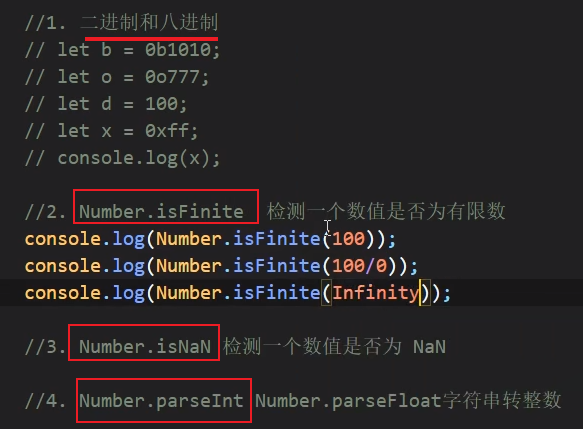 //1. 二进制和八进制
// let b = 0b1010;
// let o = 0o777;
// let d = 100;
// let x = 0xff;
// console.log(x);
//2. Number.isFinite 检测一个数值是否为有限数
console.log(Number.isFinite(100));
console.log(Number.isFinite(100/0));
console.log(Number.isFinite(Infinity));
//3. Number.isNaN 检测一个数值是否为 NaN
//4. Number.parseInt Number.parseFloat字符串转整数